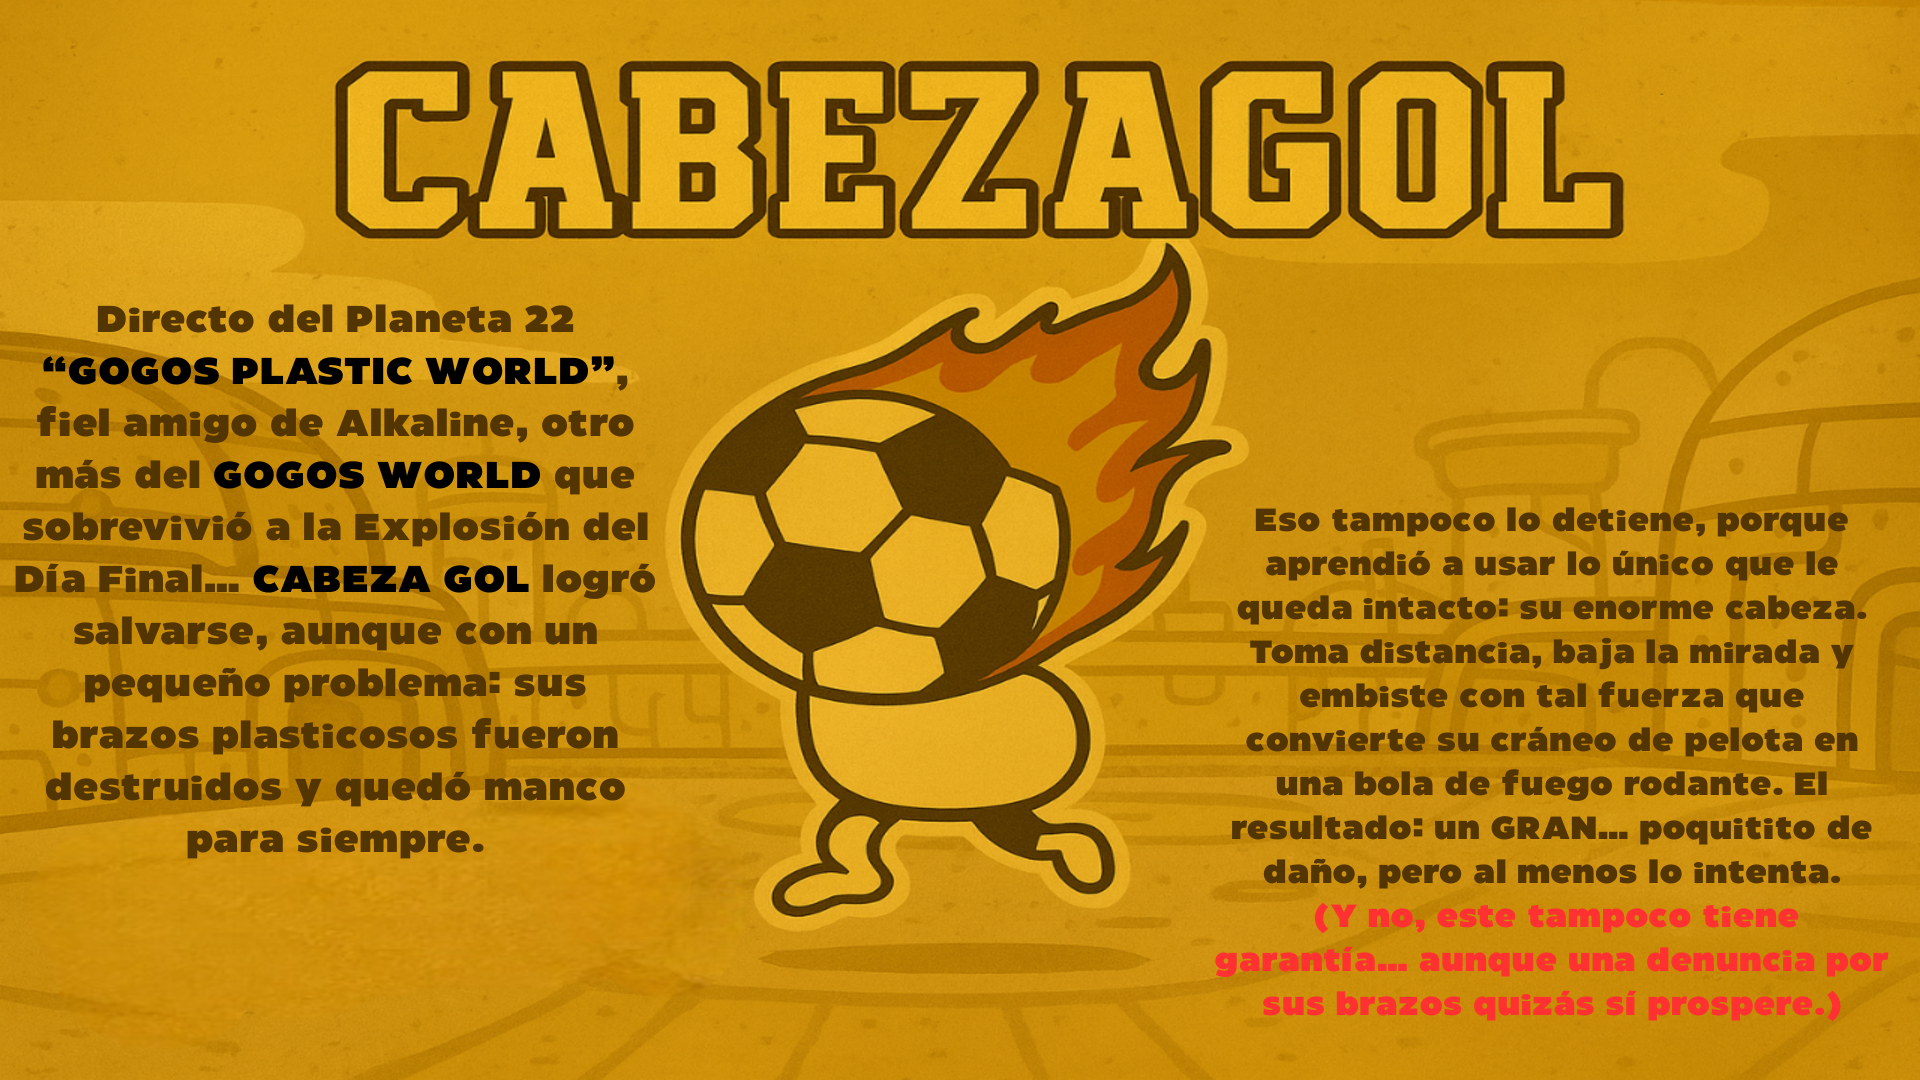 CABEZAGOL
Directo del Planeta 22
“GOGOS PLASTIC WORLD”,
fiel amigo de Alkaline, otro
más del GOGOS WORLD que
sobrevivió a la Explosión del
Día Final... CABEZA GOL logró
salvarse, aunque con un
pequeño problema: sus
brazos plasticosos fueron
destruidos y quedó manco
para siempre.
Eso tampoco lo detiene, porque
aprendió a usar lo único que le
queda intacto: su enorme cabeza.
Toma distancia, baja la mirada y
embiste con tal fuerza que
convierte su cráneo de pelota en
una bola de fuego rodante. El
resultado: un GRAN... poquitito de
daño, pero al menos lo intenta.
(Y no, este tampoco tiene
garantía... aunque una denuncia por
sus brazos quizás sí prospere.)